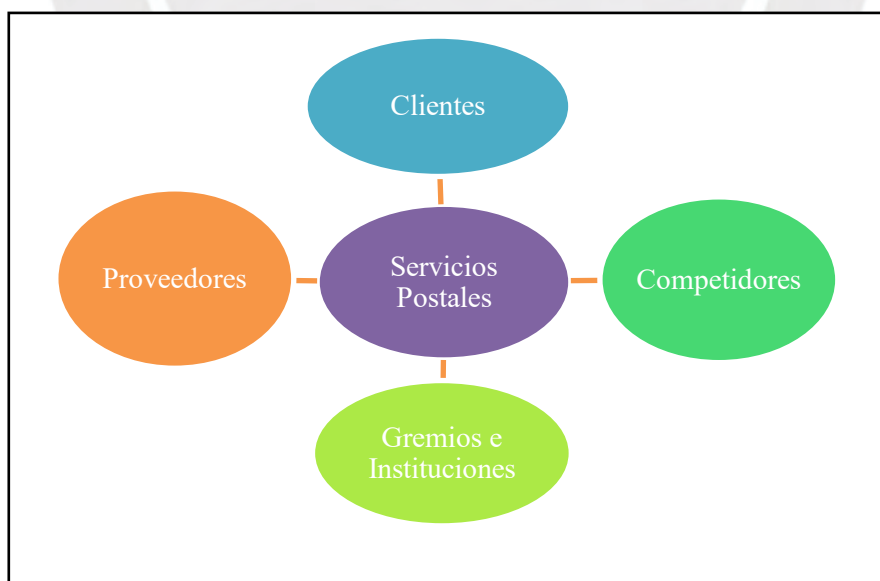 Clientes
Proveedores
Servicios
Postales
Competidores
Gremios e
Instituciones